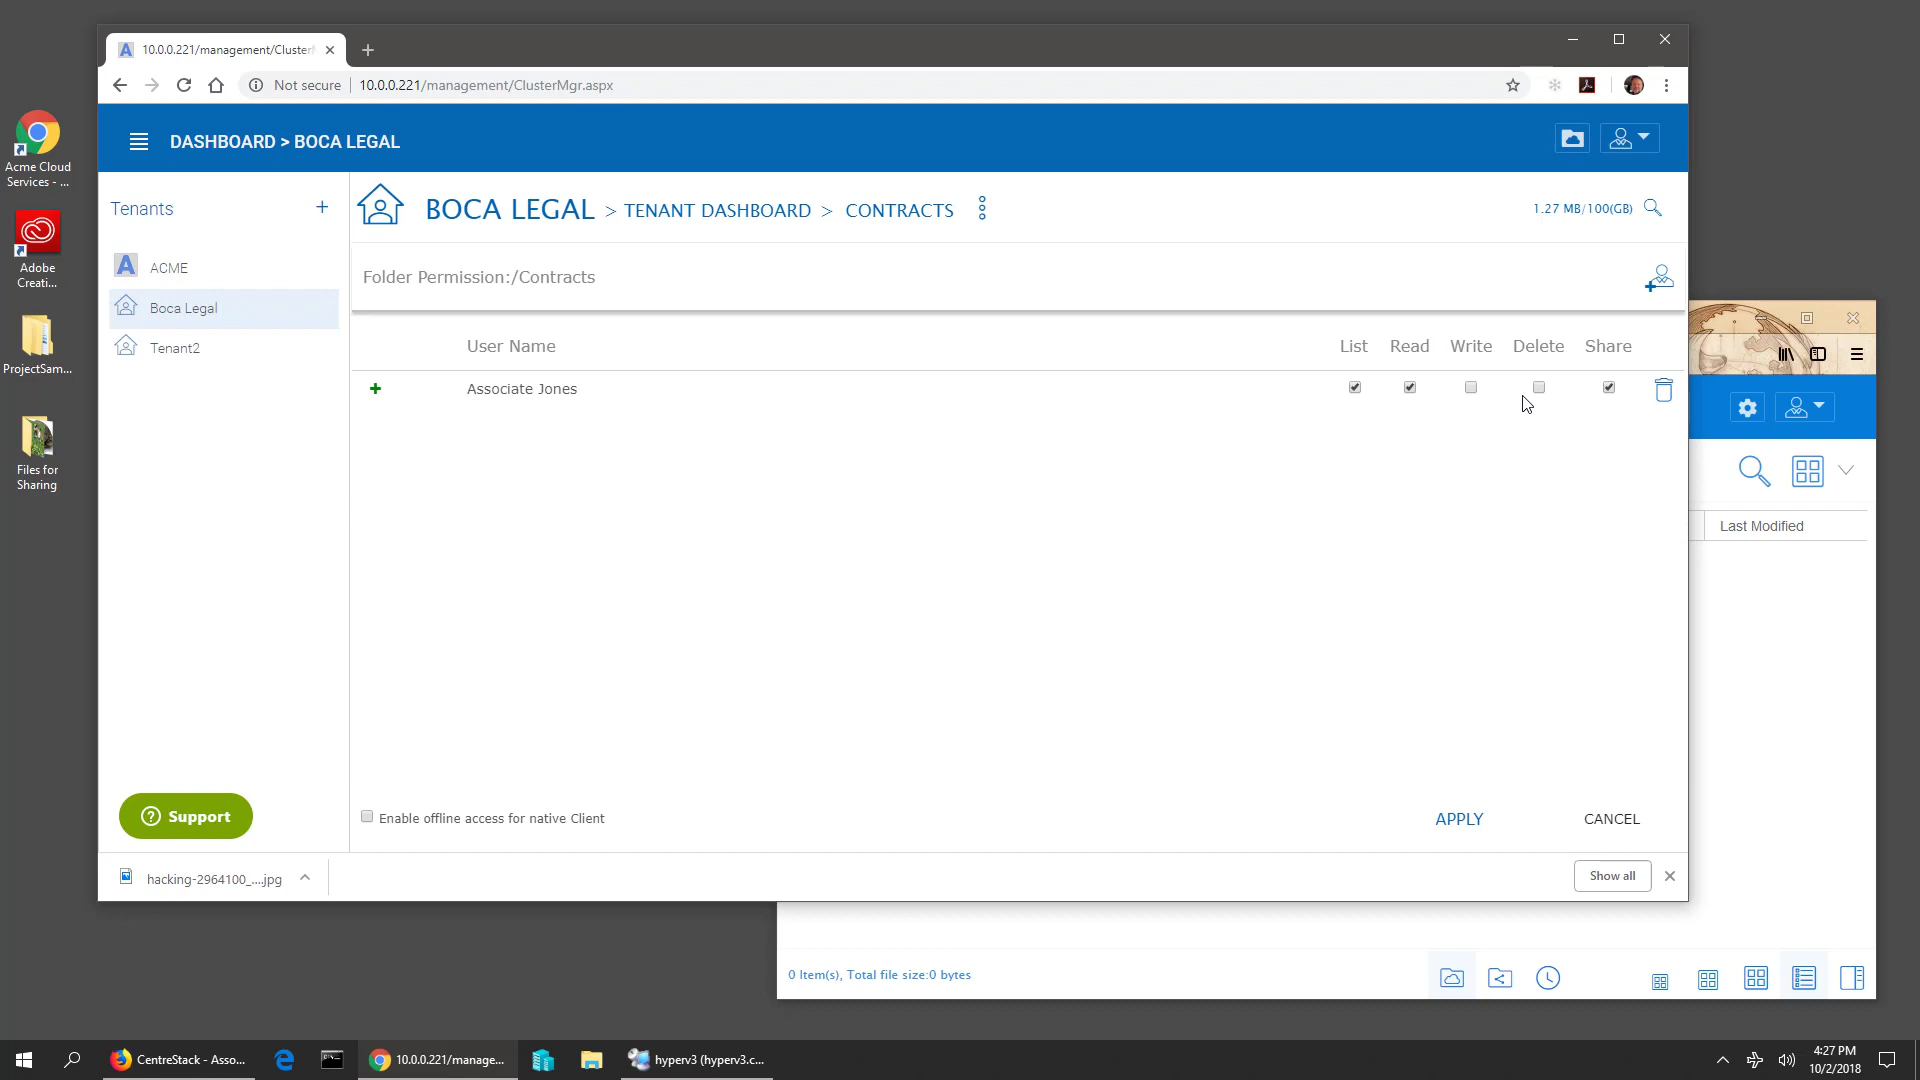 10.0.0.221/management/Cluster
Not secure
10.0.0.221/management/ClusterMgr.aspx
DASHBOARD > BOCA LEGAL
Tenants
+
A
ACME
Boca Legal
Tenant2
Support
BOCA LEGAL > TENANT DASHBOARD > CONTRACTS
1.27 MB/100(GB)
Folder Permission:/Contracts
User Name
List
Read
Write
Delete
Share
Associate Jones
Enable offline access for native Client
APPLY
CANCEL
hacking-2964100_....jpg
Show all
Acme Cloud
Services - ...
Adobe
Creati...
ProjectSam...
Files for
Sharing
Last Modified
0 Item(s), Total file size:0 bytes
CentreStack - Asso...
10.0.0.221/manage...
hyperv3 (hyperv3.c...
4:27 PM
10/2/2018